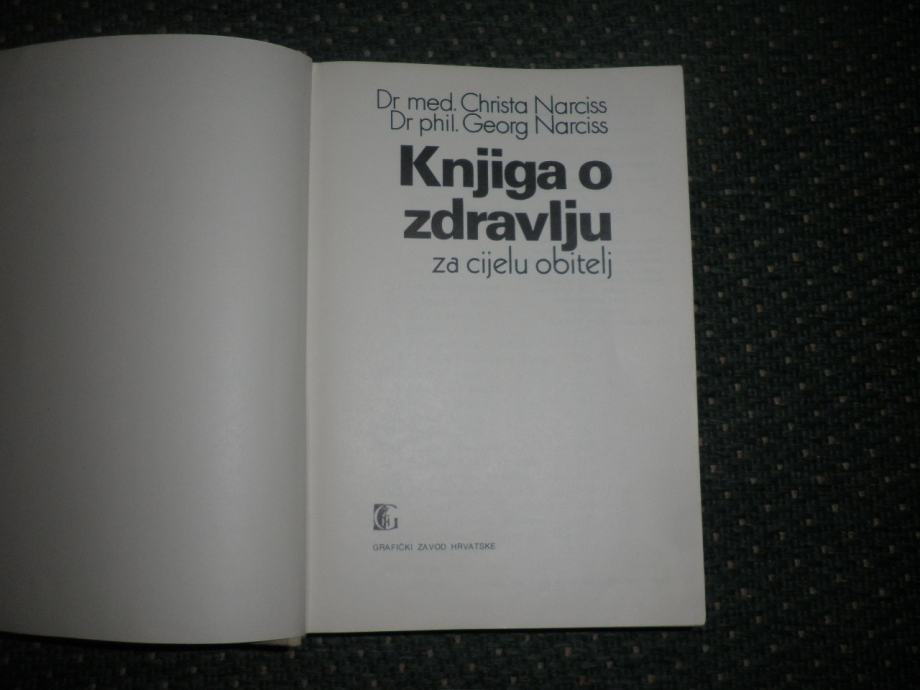 Dr med. Christa Narciss
Dr phil. Georg Narciss
Knjiga o
zdravlju
za cijelu obitelj
GRAFIČKI ZAVOD HRVATSKE